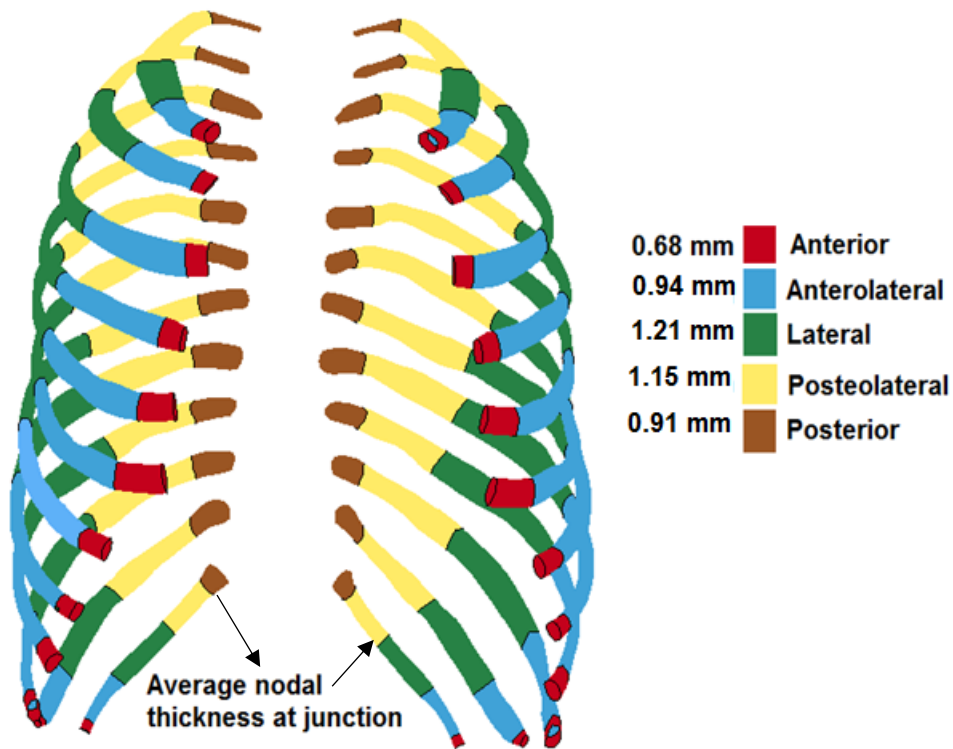 0.68 mm Anterior
0.94 mm Anterolateral
1.21 mm Lateral
1.15 mm Posteolateral
0.91 mm Posterior
Average nodal
thickness at junction